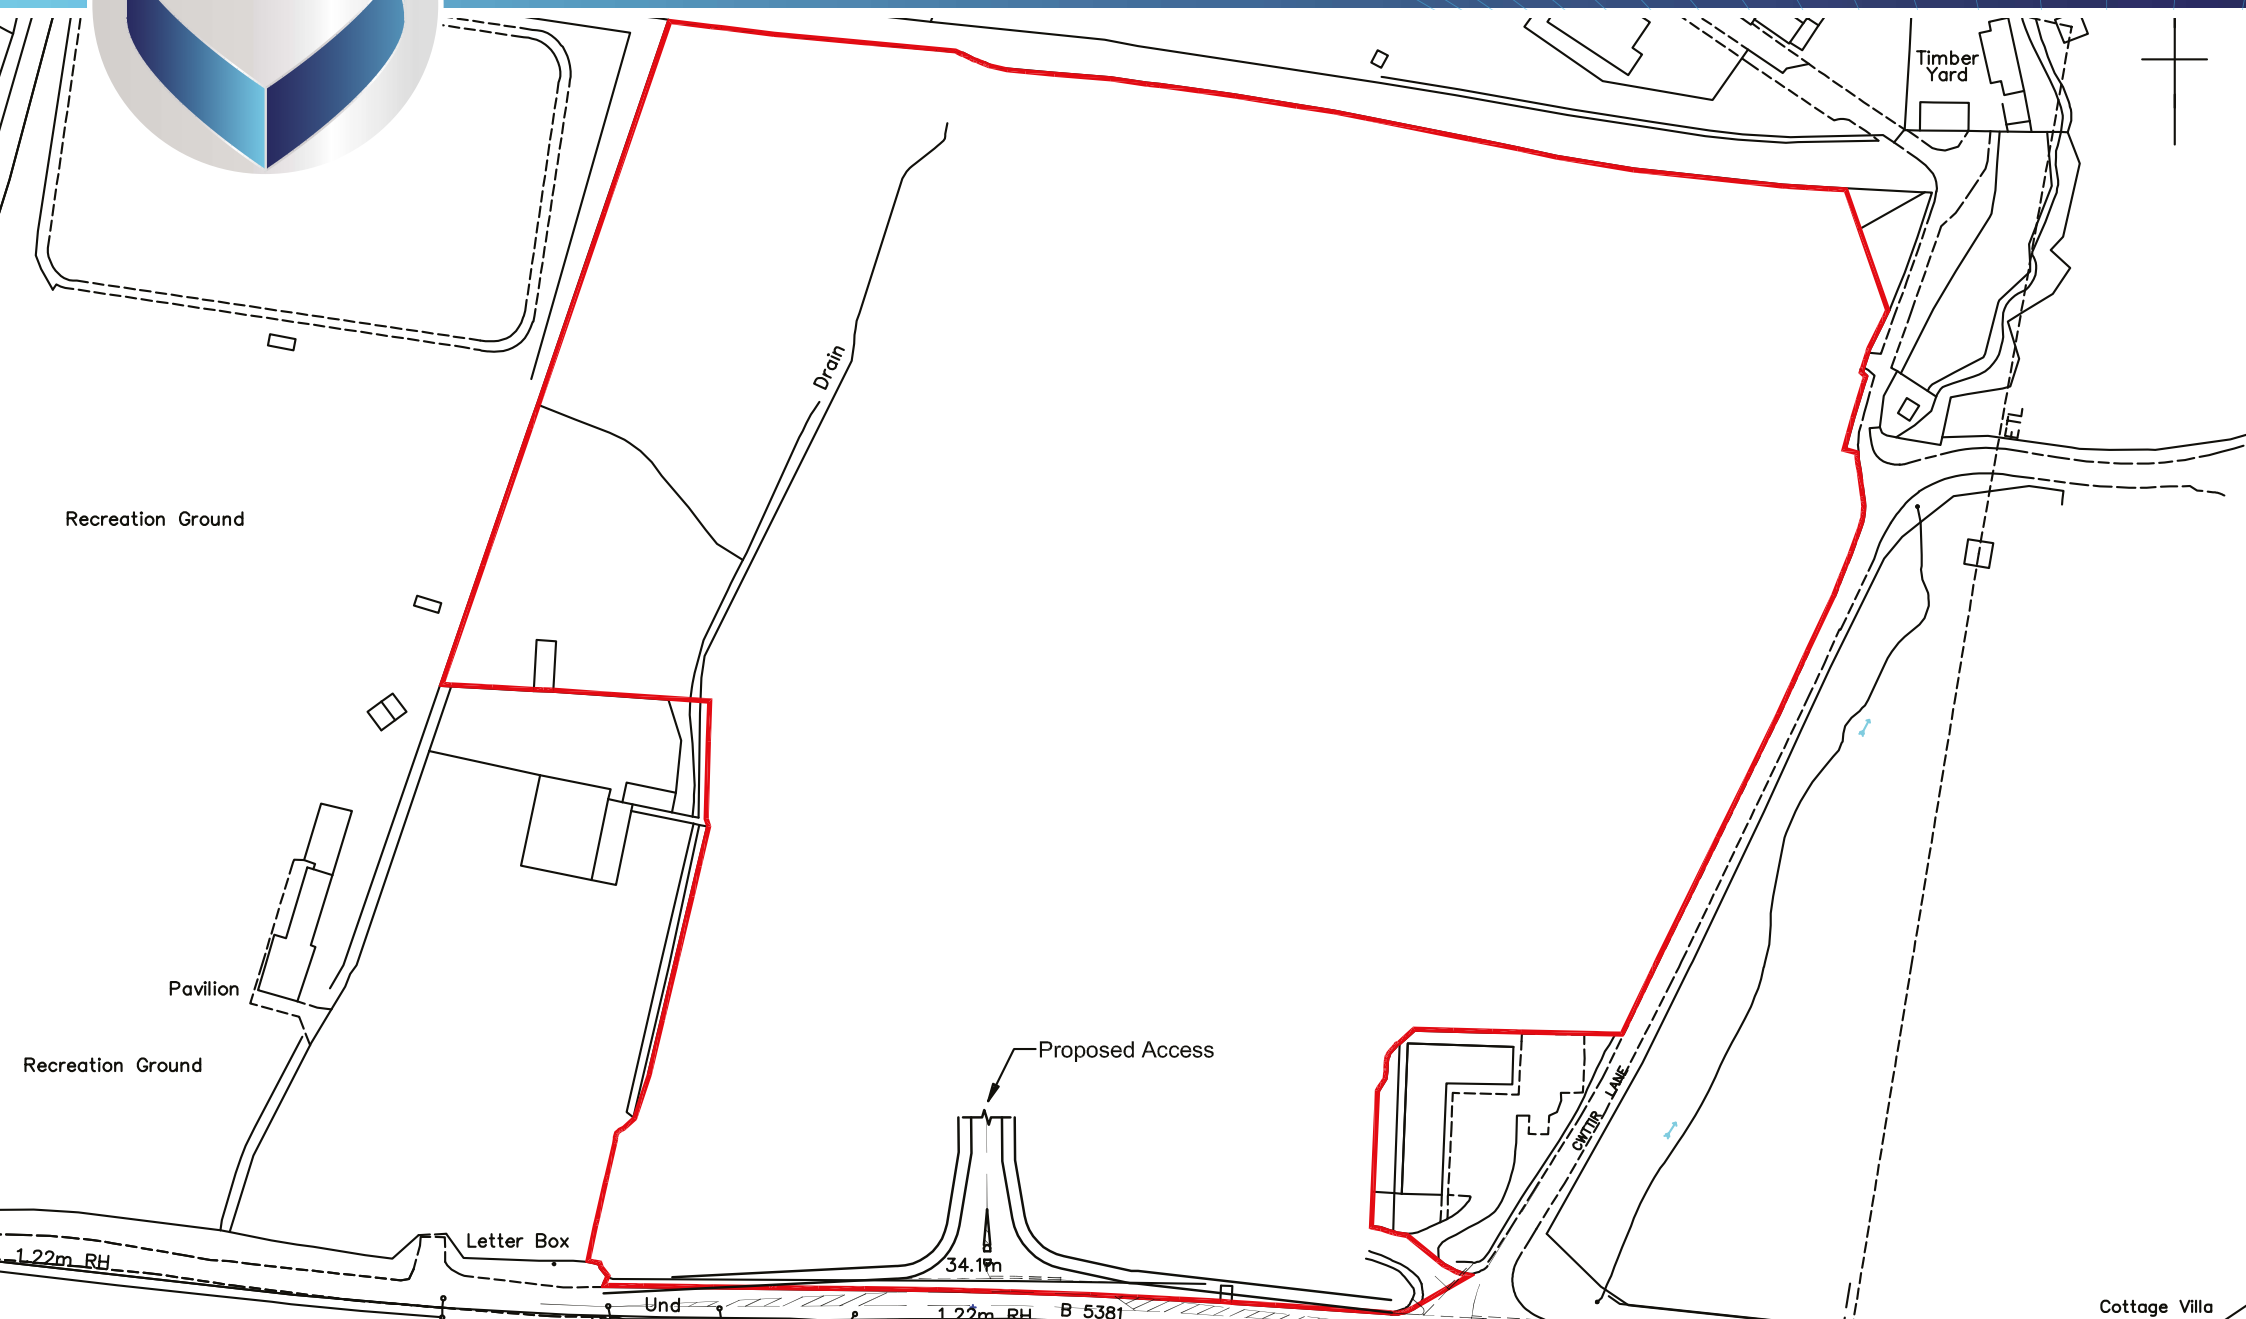 Timber
Yard
Drain
ETL
Recreation Ground
Pavilion
Recreation Ground
Proposed Access
CWTTIR LANE
Letter Box
34.1m
1.22m RH
Und
1.22m RH
B 5381
Cottage Villa